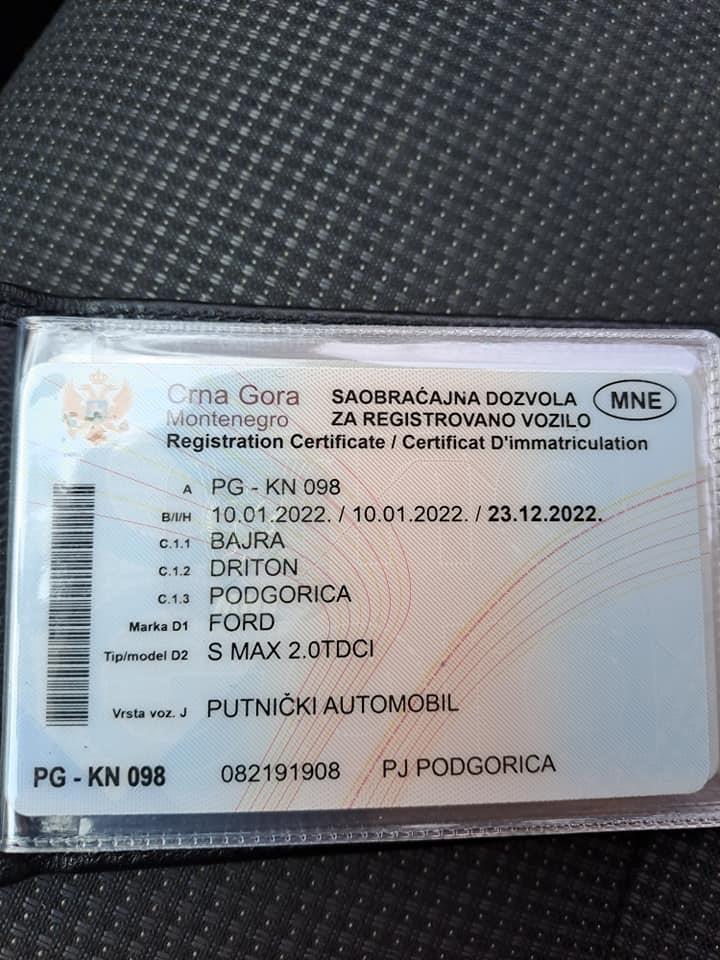 Crna Gora SAOBRAĆAJNA DOZVOLA MNE
Montenegro ZA REGISTROVANO VOZILO
Registration Certificate / Certificat D'immatriculation
A PG - KN 098
B/I/H 10.01.2022. / 10.01.2022. / 23.12.2022.
C.1.1 BAJRA
C.1.2 DRITON
C.1.3 PODGORICA
Marka D1 FORD
Tip/model D2 S MAX 2.0TDCI
Vrsta voz. J PUTNIČKI AUTOMOBIL
PG - KN 098 082191908 PJ PODGORICA